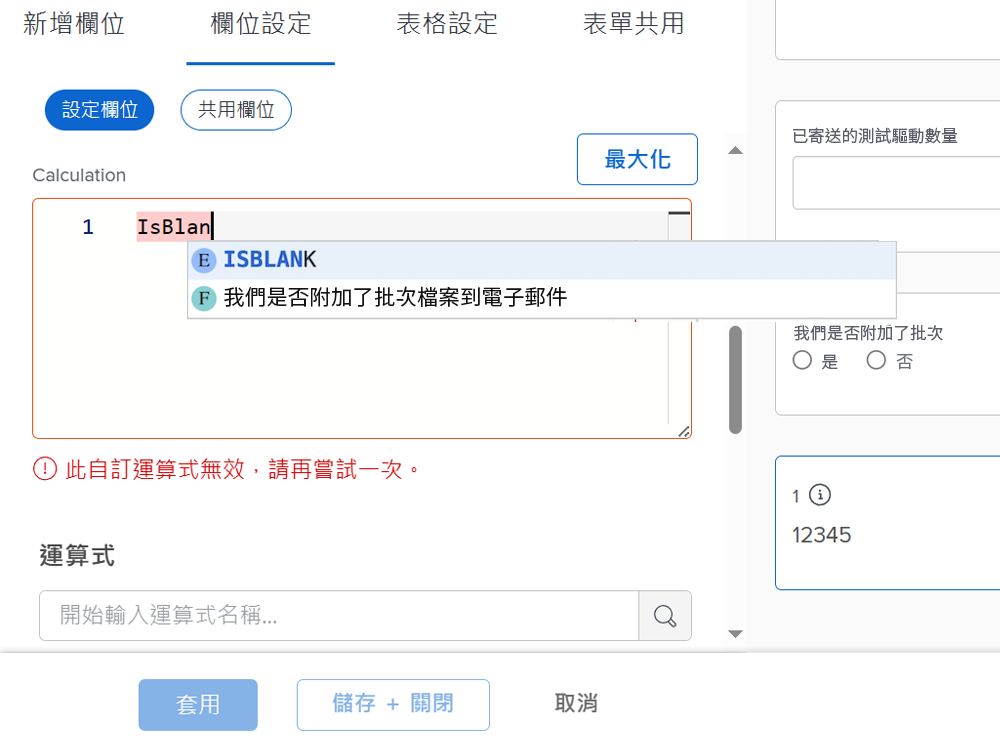 新增欄位
欄位設定
表格設定
表單共用
設定欄位
共用欄位
最大化
Calculation
1 IsBlan
E ISBLANK
F 我們是否附加了批次檔案到電子郵件
此自訂運算式無效，請再嘗試一次。
運算式
開始輸入運算式名稱...
套用
儲存 + 關閉
取消
已寄送的測試驅動數量
我們是否附加了批次
是
否
1
12345